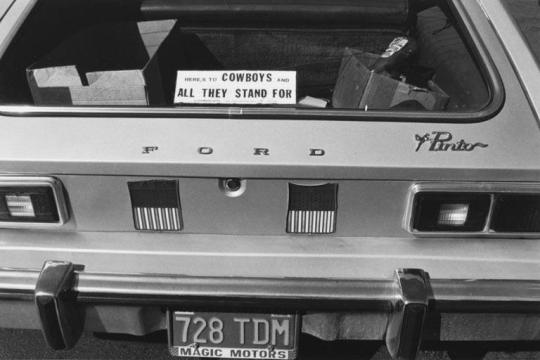 HERE,S TO COWBOYS AND
ALL THEY STAND FOR
FORD
Pinto
728 TDM
MAGIC MOTORS